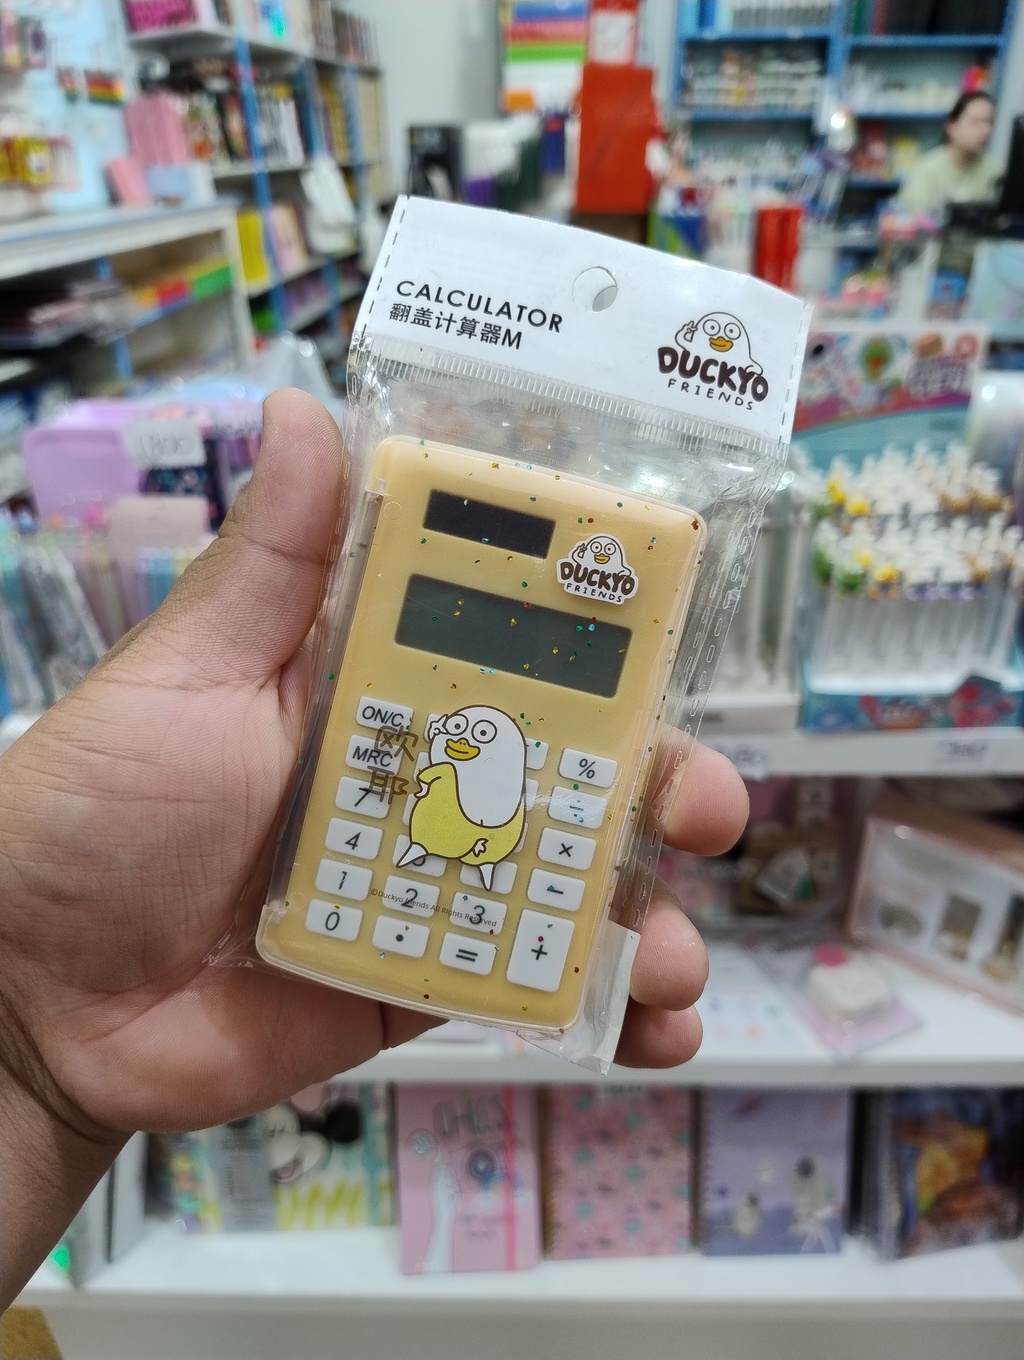 CALCULATOR
翻盖计算器M
DUCKYO
FRIENDS
DUCKYO
FRIENDS
ON/C
%
欧耶
MRC
÷
7
×
4
5
−
1
2
3
+
©Duckyo Friends All Rights Reserved
0
.
=